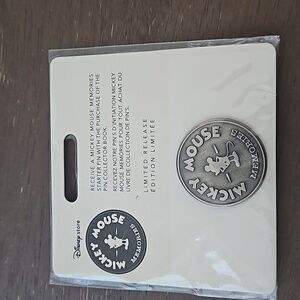 RECEIVE A MICKEY MOUSE MEMORIES
STARTER PIN WITH THE PURCHASE OF THE
PIN COLLECTOR BOOK.
RECEVEZ NOTRE PIN'S D'INITIATION MICKEY
MOUSE MEMORIES POUR TOUT ACHAT DU
LIVRE DE COLLECTION DE PIN'S.
LIMITED RELEASE
ÉDITION LIMITÉE
Disney store
MICKEY MOUSE
MEMORIES
MICKEY MOUSE
MEMORIES